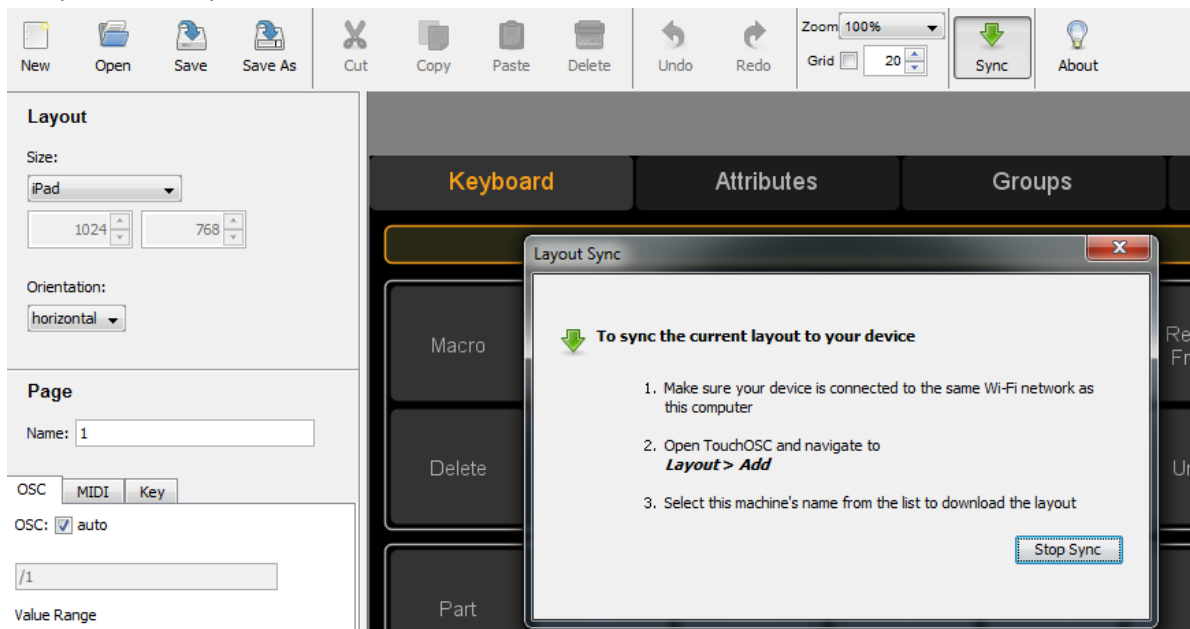 New Open Save Save As Cut Copy Paste Delete Undo Redo
Zoom 100%
Grid 20
Sync About
Layout
Size:
iPad
1024 768
Orientation:
horizontal
Page
Name: 1
OSC MIDI Key
OSC: auto
/1
Value Range
Keyboard Attributes Groups
Macro
Delete
Part
Layout Sync
To sync the current layout to your device
1. Make sure your device is connected to the same Wi-Fi network as
this computer
2. Open TouchOSC and navigate to
Layout > Add
3. Select this machine's name from the list to download the layout
Stop Sync